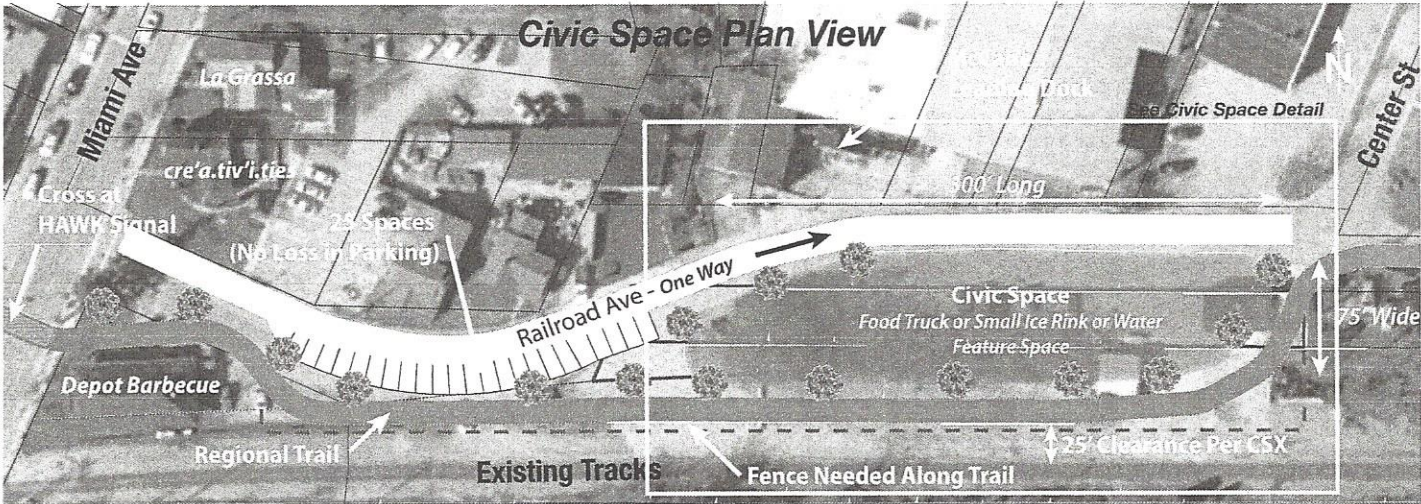 Civic Space Plan View
Miami Ave
La Grassa
N
Dock
Civic Space Detail
Center St
cre'a.tiv'i.ties
Cross at
HAWK Signal
300' Long
25 Spaces
(No Loss in Parking)
Railroad Ave - One Way
Civic Space
Food Truck or Small Ice Rink or Water
Feature Space
75' Wide
Depot Barbecue
Regional Trail
25' Clearance Per CSX
Existing Tracks
Fence Needed Along Trail